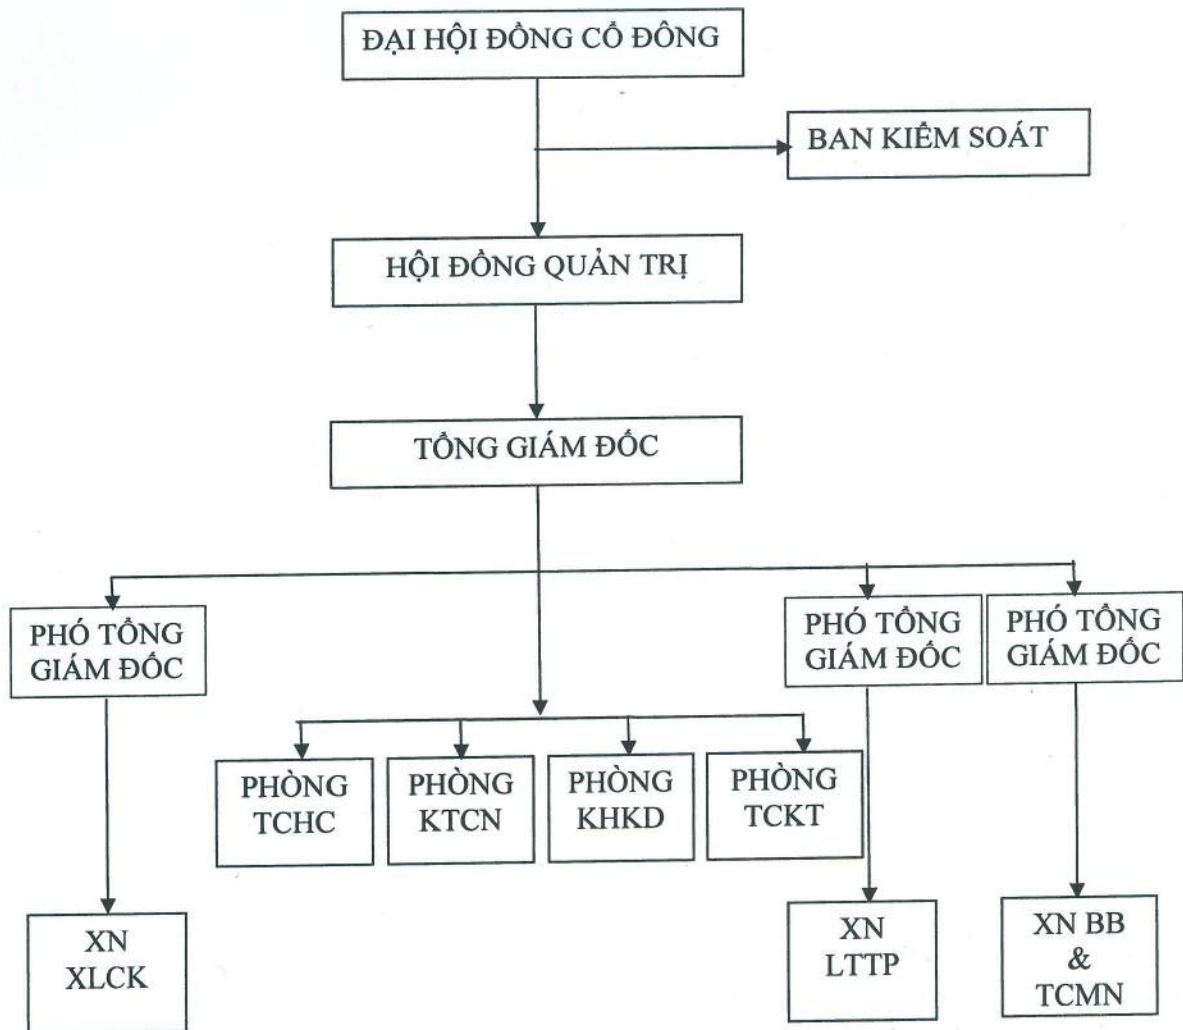 ĐẠI HỘI ĐỒNG CỔ ĐÔNG
BAN KIỂM SOÁT
HỘI ĐỒNG QUẢN TRỊ
TỔNG GIÁM ĐỐC
PHÓ TỔNG
GIÁM ĐỐC
PHÓ TỔNG
GIÁM ĐỐC
PHÓ TỔNG
GIÁM ĐỐC
PHÒNG
TCHC
PHÒNG
KTCN
PHÒNG
KHKD
PHÒNG
TCKT
XN
XLCK
XN
LTTP
XN BB
&
TCMN